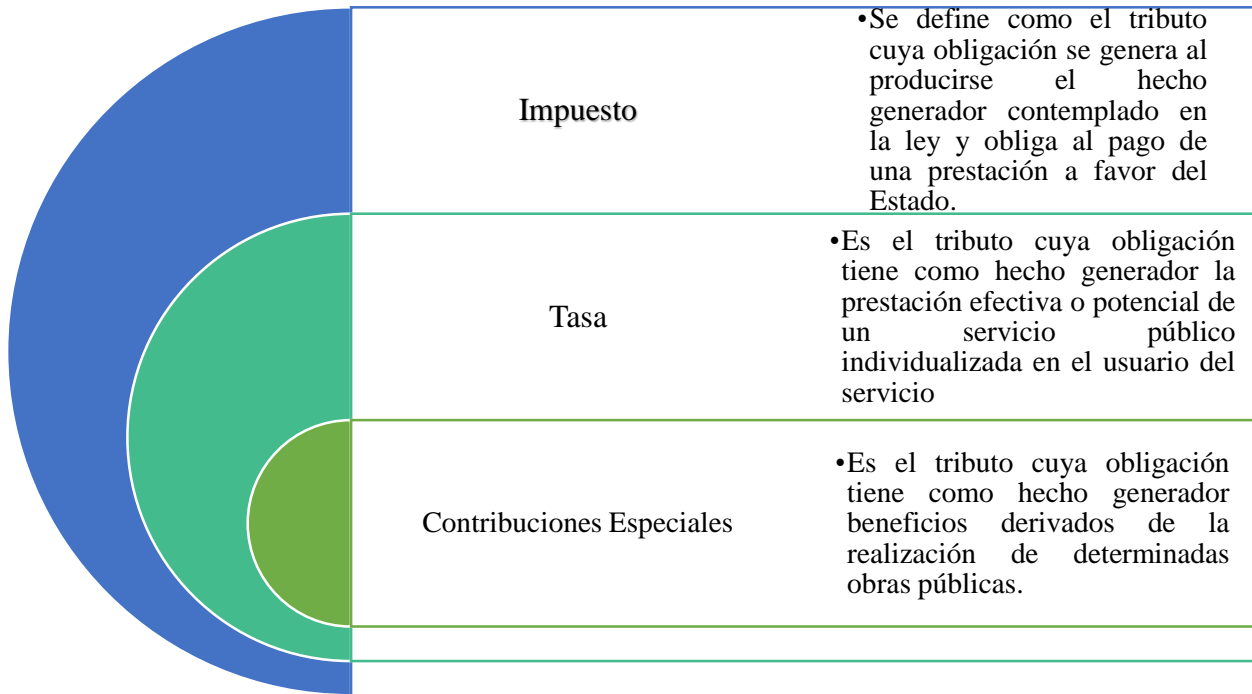 Impuesto
•Se define como el tributo
cuya obligación se genera al
producirse el hecho
generador contemplado en
la ley y obliga al pago de
una prestación a favor del
Estado.
Tasa
•Es el tributo cuya obligación
tiene como hecho generador la
prestación efectiva o potencial de
un servicio público
individualizada en el usuario del
servicio
Contribuciones Especiales
•Es el tributo cuya obligación
tiene como hecho generador
beneficios derivados de la
realización de determinadas
obras públicas.